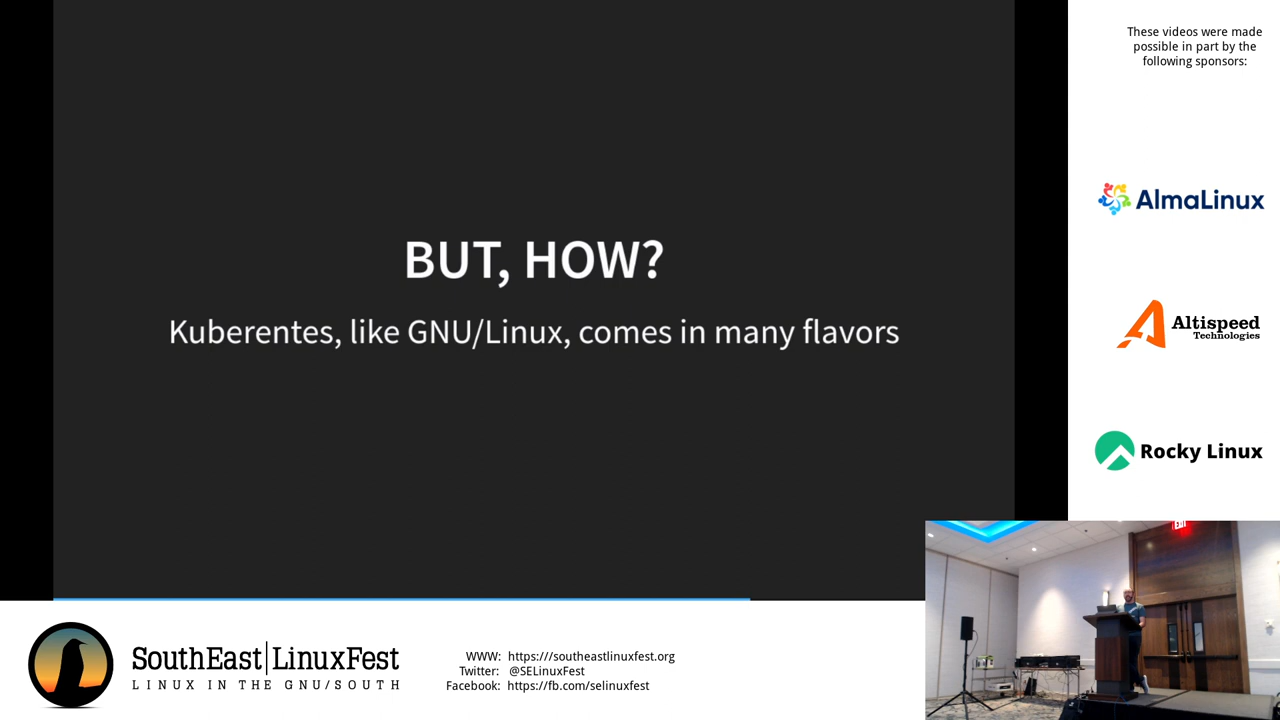 BUT, HOW?
Kuberentes, like GNU/Linux, comes in many flavors
These videos were made
possible in part by the
following sponsors:
AlmaLinux
Altispeed
Technologies
Rocky Linux
EXIT
SouthEast|LinuxFest
LINUX IN THE GNU/SOUTH
WWW: https:///southeastlinuxfest.org
Twitter: @SELinuxFest
Facebook: https://fb.com/selinuxfest